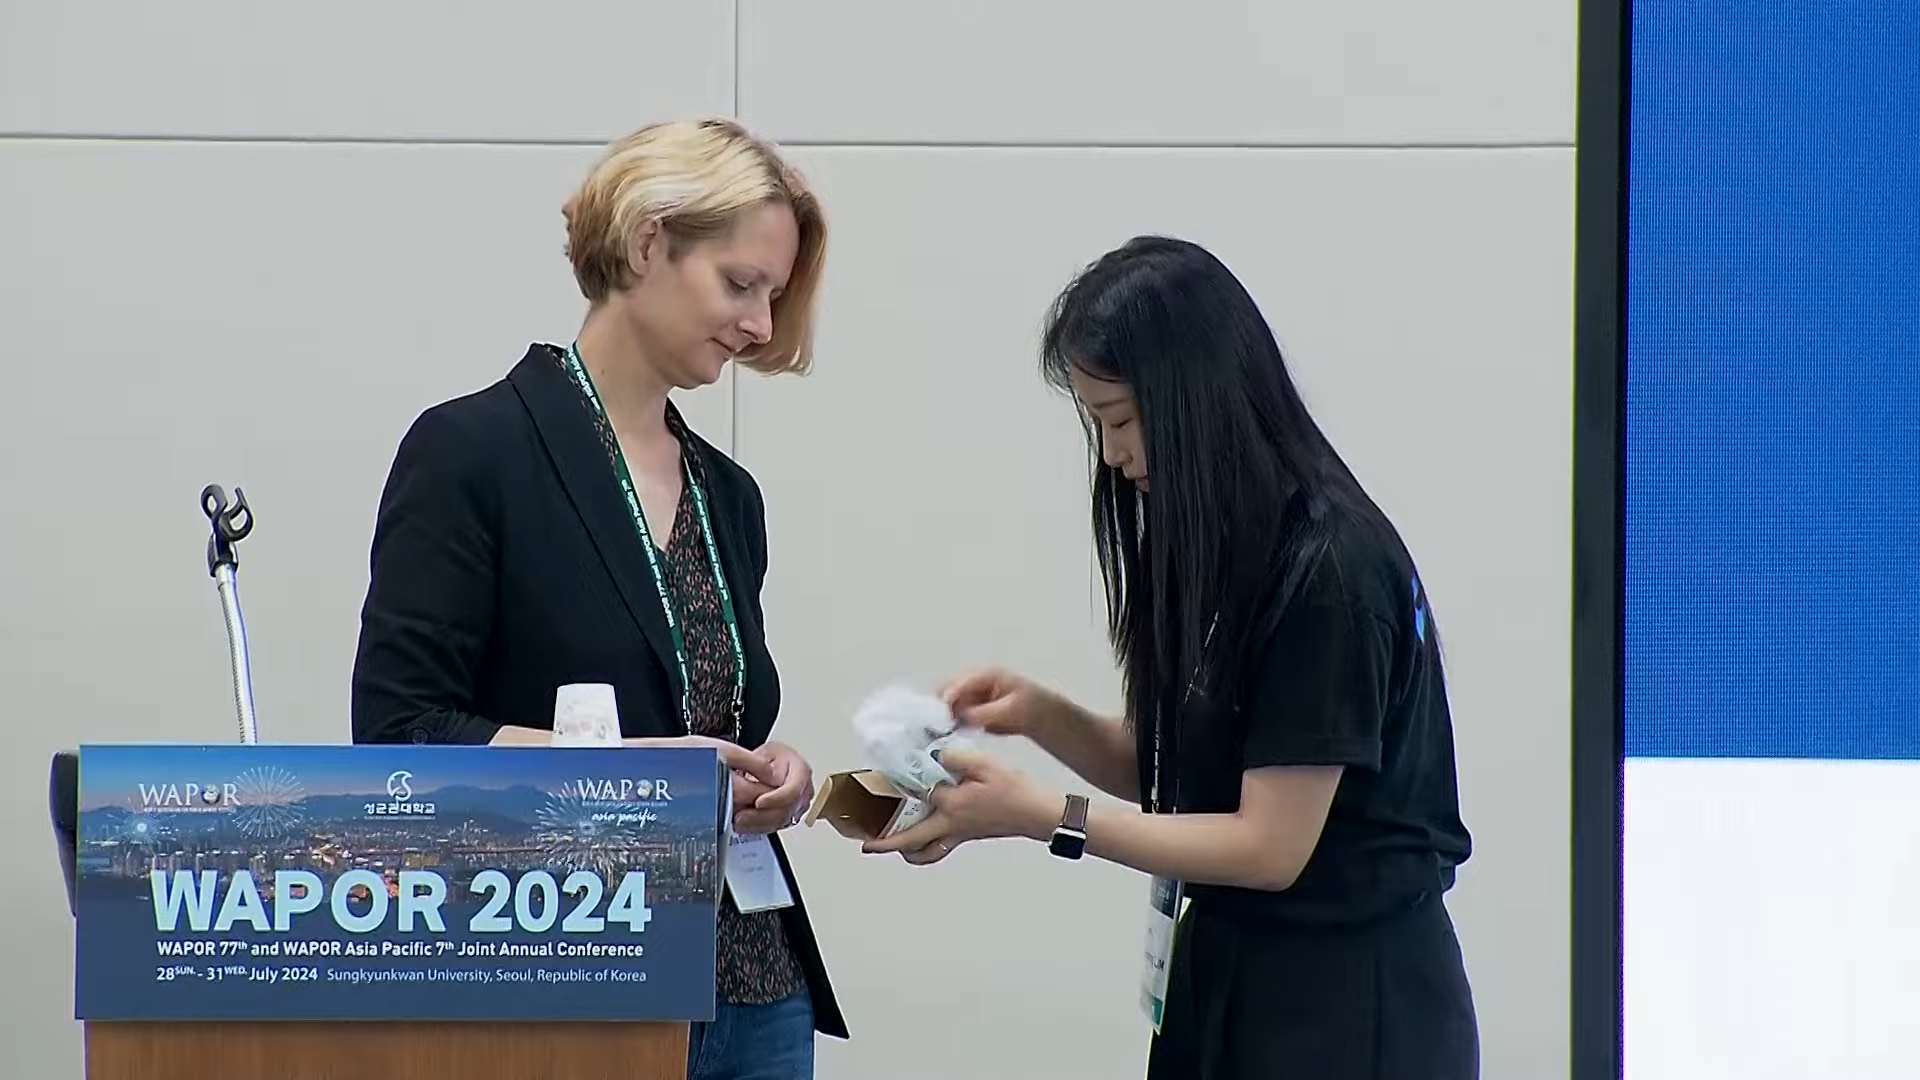 WAPOR
성균관대학교
WAPOR
asia pacific
WAPOR 2024
WAPOR 77th and WAPOR Asia Pacific 7th Joint Annual Conference
28SUN. - 31WED. July 2024 Sungkyunkwan University, Seoul, Republic of Korea